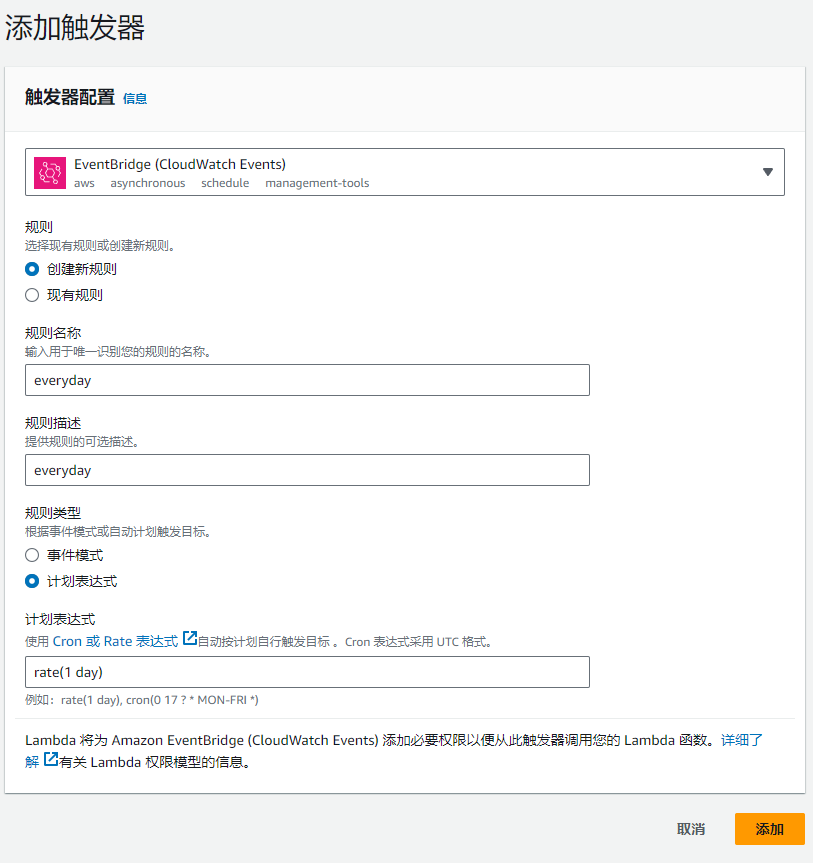 添加触发器
触发器配置 信息
EventBridge (CloudWatch Events)
aws asynchronous schedule management-tools
规则
选择现有规则或创建新规则。
创建新规则
现有规则
规则名称
输入用于唯一识别您的规则的名称。
everyday
规则描述
提供规则的可选描述。
everyday
规则类型
根据事件模式或自动计划触发目标。
事件模式
计划表达式
计划表达式
使用 Cron 或 Rate 表达式 自动按计划自行触发目标 。Cron 表达式采用 UTC 格式。
rate(1 day)
例如：rate(1 day), cron(0 17 ? * MON-FRI *)
Lambda 将为 Amazon EventBridge (CloudWatch Events) 添加必要权限以便从此触发器调用您的 Lambda 函数。详细了
解 有关 Lambda 权限模型的信息。
取消 添加